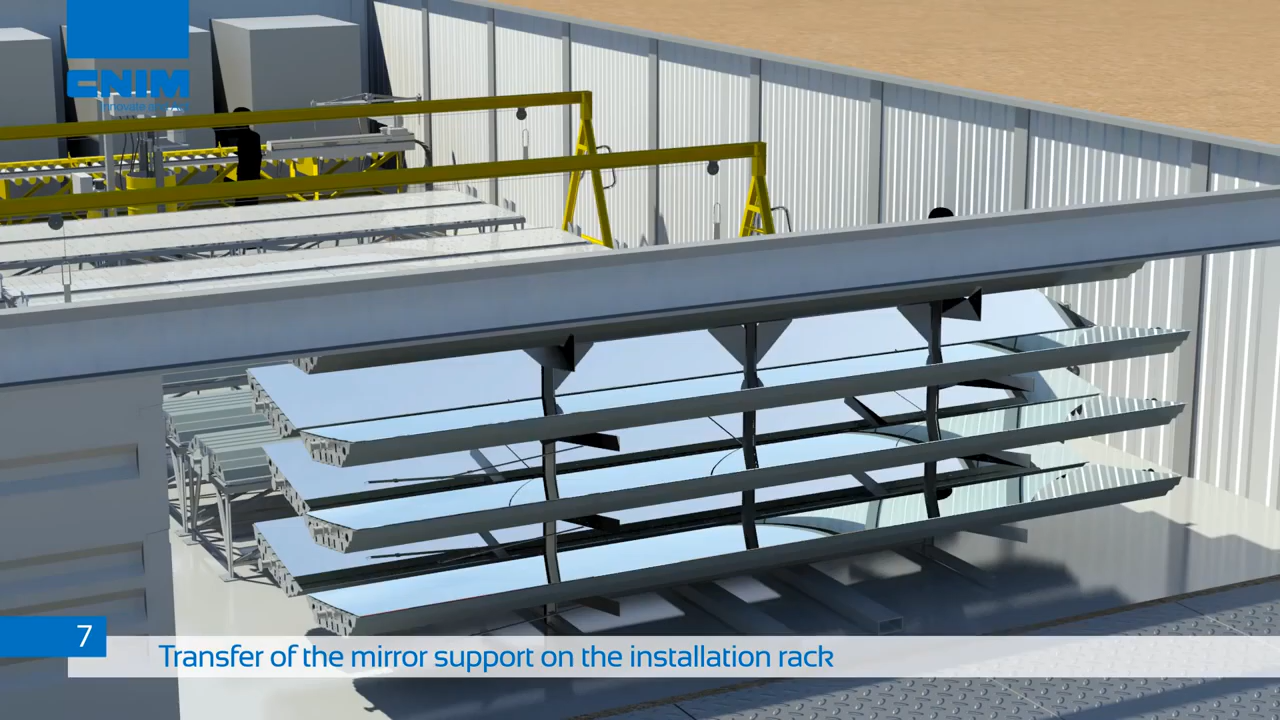 CNIM
7
Transfer of the mirror support on the installation rack